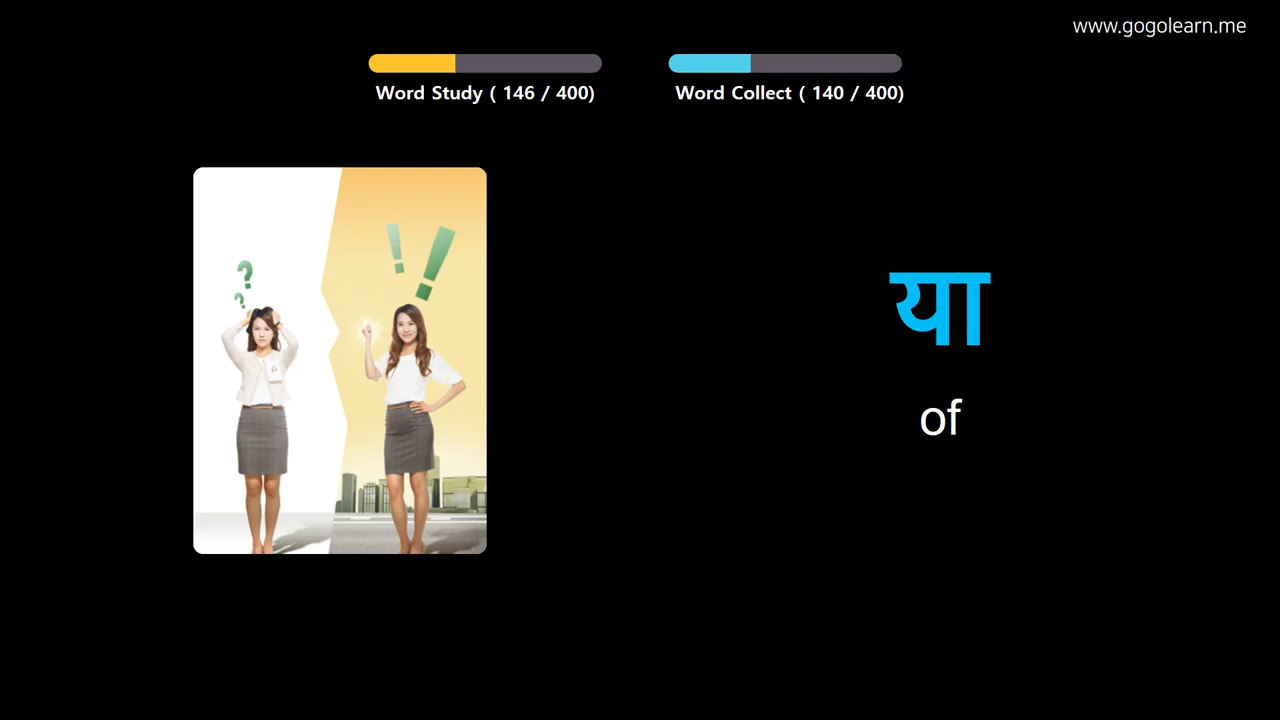 www.gogolearn.me
Word Study ( 146 / 400)
Word Collect ( 140 / 400)
? ?
! !
या
of